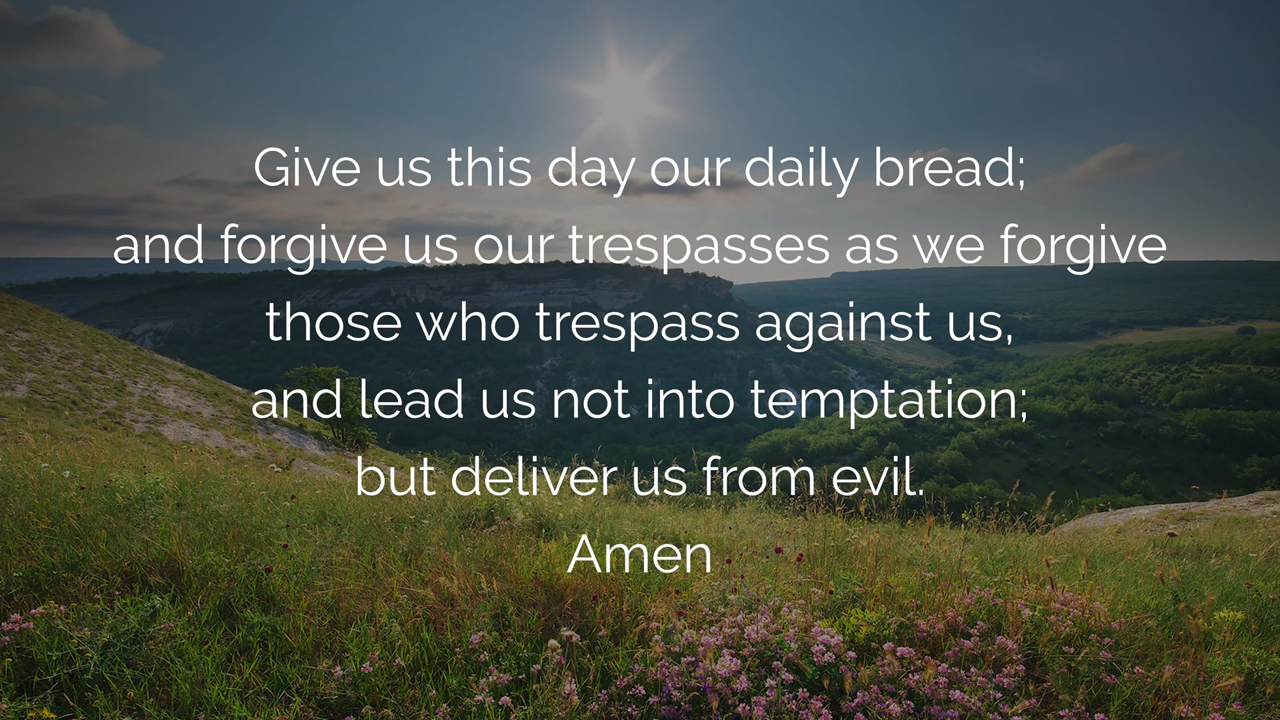 Give us this day our daily bread;
and forgive us our trespasses as we forgive
those who trespass against us,
and lead us not into temptation;
but deliver us from evil.
Amen